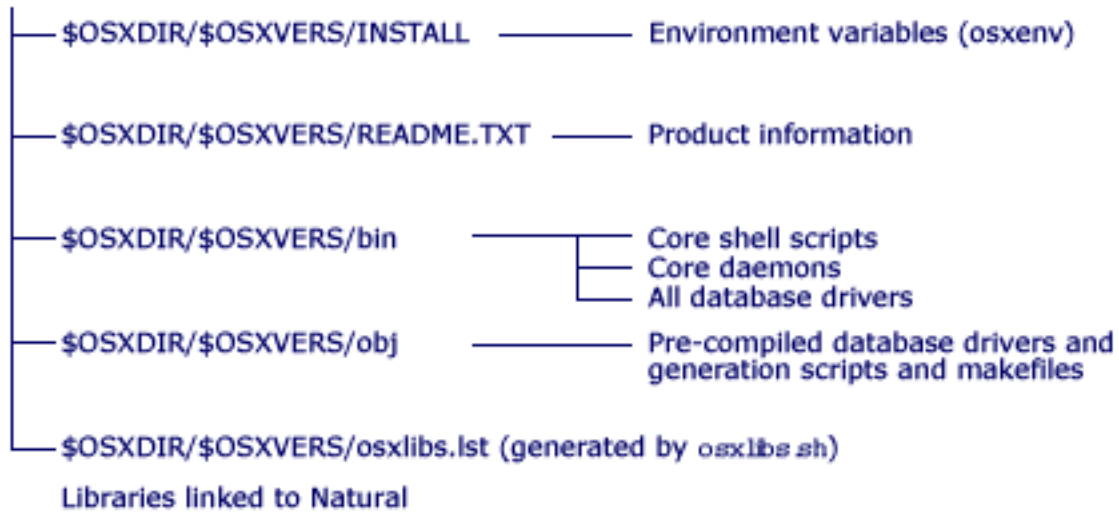 $OSXDIR/$OSXVERS/INSTALL Environment variables (osxenv)
$OSXDIR/$OSXVERS/README.TXT Product information
$OSXDIR/$OSXVERS/bin Core shell scripts
Core daemons
All database drivers
$OSXDIR/$OSXVERS/obj Pre-compiled database drivers and
generation scripts and makefiles
$OSXDIR/$OSXVERS/osxlibs.lst (generated by osxlibs.sh)
Libraries linked to Natural